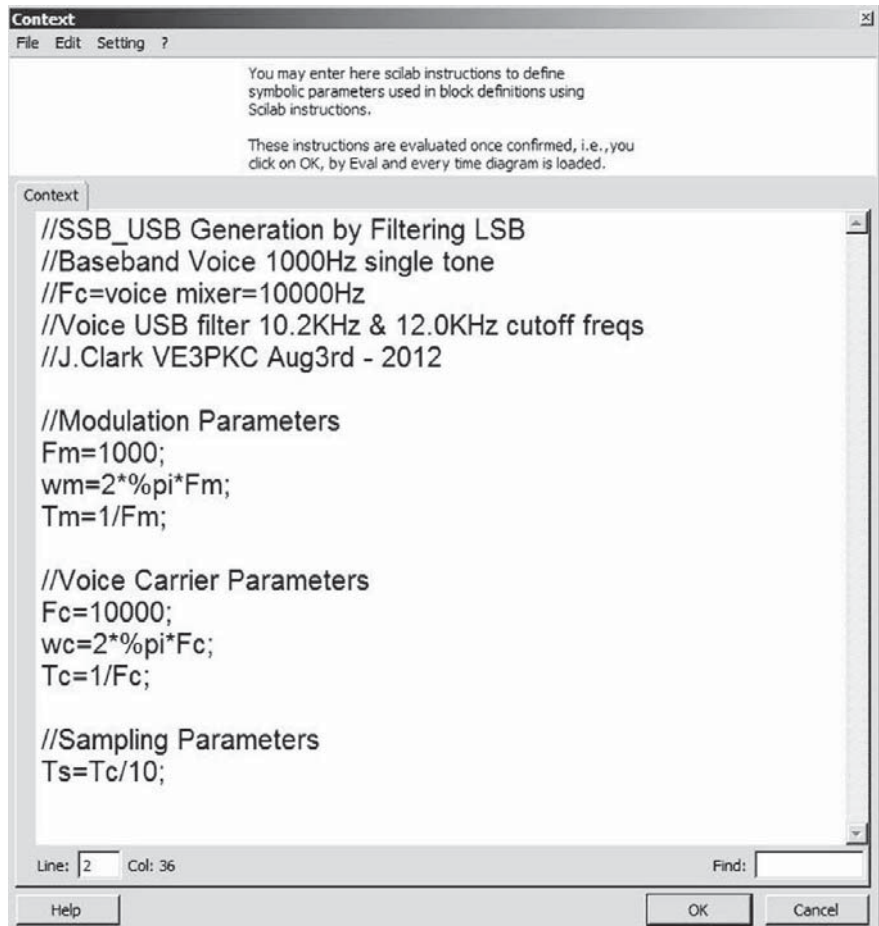 Context
File Edit Setting ?
You may enter here scilab instructions to define
symbolic parameters used in block definitions using
Scilab instructions.
These instructions are evaluated once confirmed, i.e.,you
click on OK, by Eval and every time diagram is loaded.
Context
//SSB_USB Generation by Filtering LSB
//Baseband Voice 1000Hz single tone
//Fc=voice mixer=10000Hz
//Voice USB filter 10.2KHz & 12.0KHz cutoff freqs
//J.Clark VE3PKC Aug3rd - 2012
//Modulation Parameters
Fm=1000;
wm=2*%pi*Fm;
Tm=1/Fm;
//Voice Carrier Parameters
Fc=10000;
wc=2*%pi*Fc;
Tc=1/Fc;
//Sampling Parameters
Ts=Tc/10;
Line: 2 Col: 36 Find:
Help OK Cancel